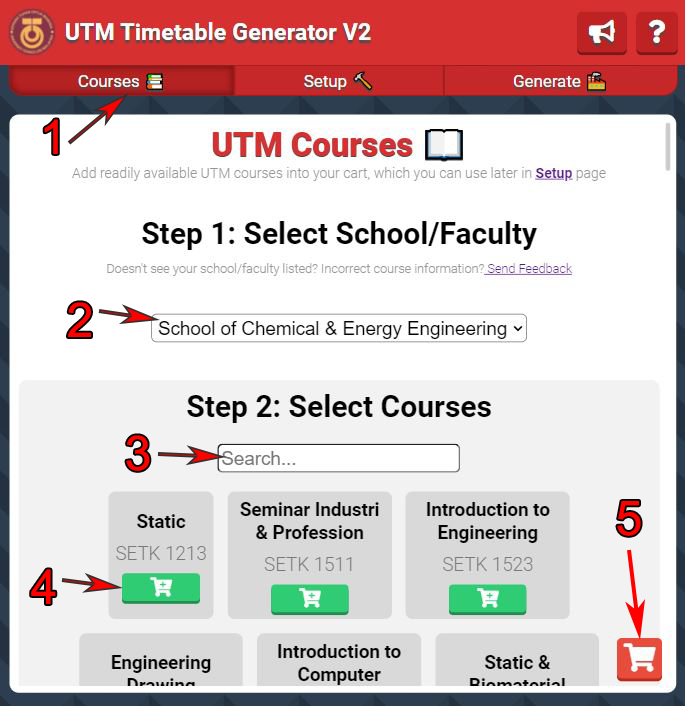 UTM Timetable Generator V2
?
Courses
Setup
Generate
1
UTM Courses
Add readily available UTM courses into your cart, which you can use later in Setup page
Step 1: Select School/Faculty
Doesn't see your school/faculty listed? Incorrect course information? Send Feedback
2
School of Chemical & Energy Engineering
Step 2: Select Courses
3
Search...
Static
SETK 1213
Seminar Industri
& Profession
SETK 1511
Introduction to
Engineering
SETK 1523
4
5
Engineering
Drawing
Introduction to
Computer
Static &
Biomaterial